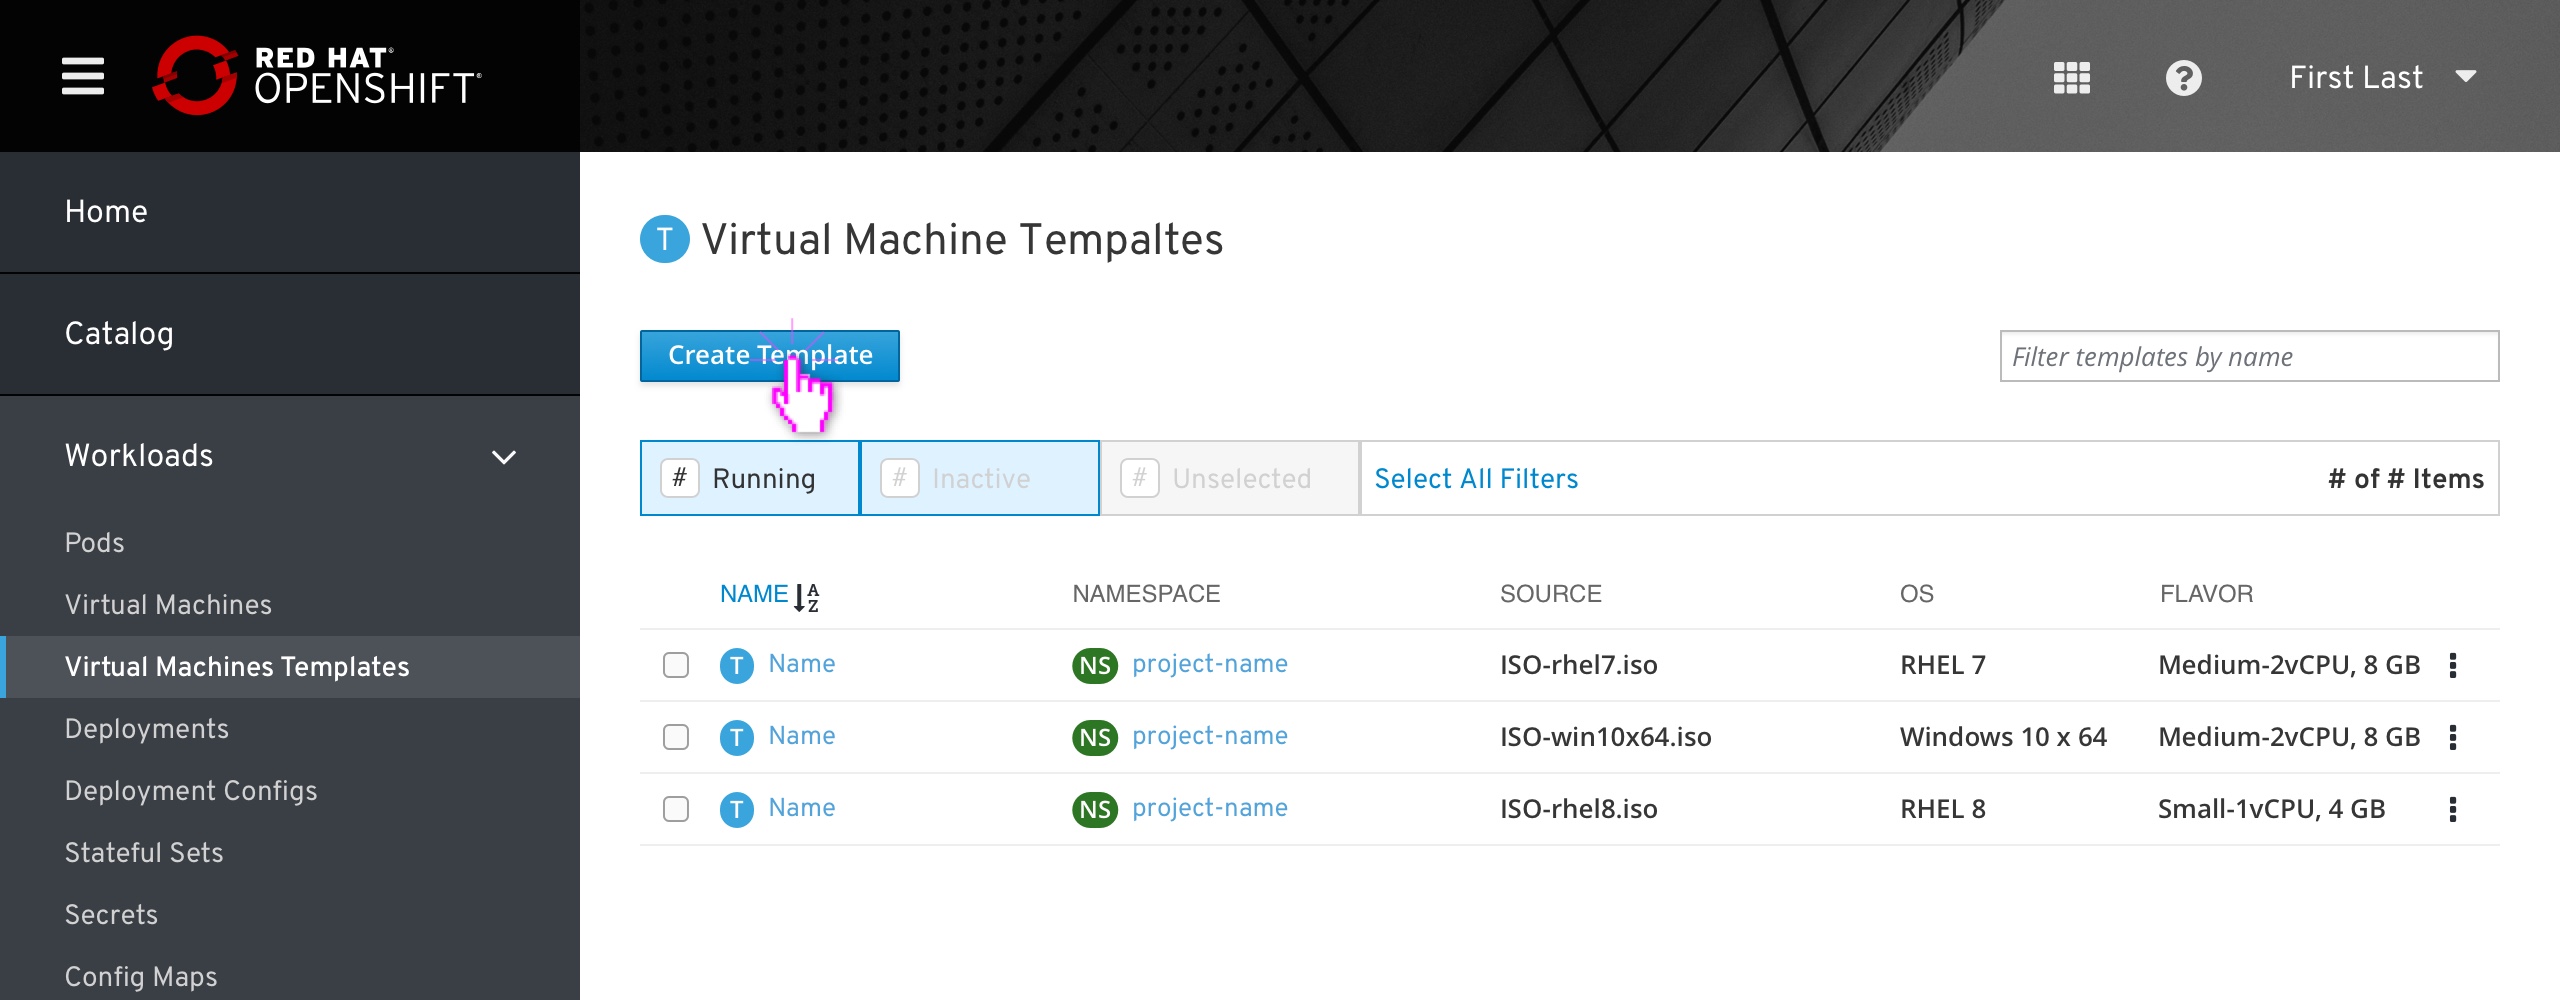 RED HAT®
OPENSHIFT®
First Last
Home
Catalog
Workloads
Pods
Virtual Machines
Virtual Machines Templates
Deployments
Deployment Configs
Stateful Sets
Secrets
Config Maps
T Virtual Machine Tempaltes
Create Template
Filter templates by name
# Running # Inactive # Unselected Select All Filters # of # Items
NAME A Z NAMESPACE SOURCE OS FLAVOR
T Name NS project-name ISO-rhel7.iso RHEL 7 Medium-2vCPU, 8 GB
T Name NS project-name ISO-win10x64.iso Windows 10 x 64 Medium-2vCPU, 8 GB
T Name NS project-name ISO-rhel8.iso RHEL 8 Small-1vCPU, 4 GB